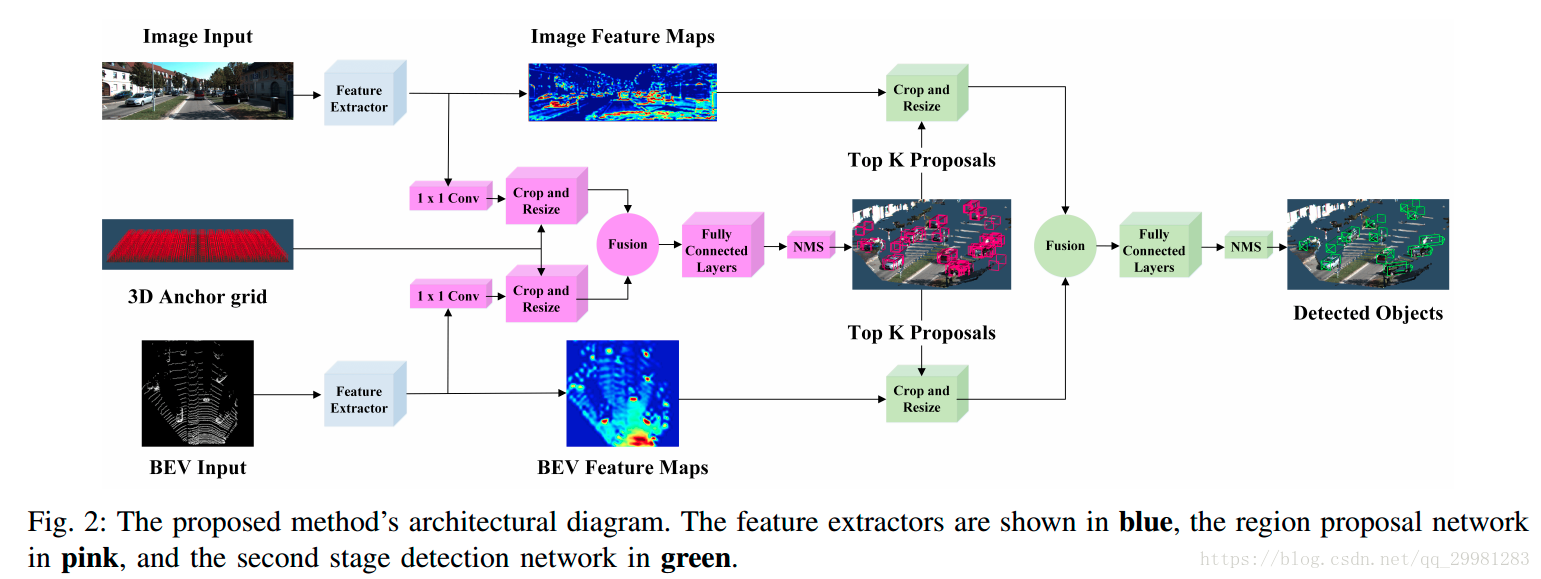 Image Input
Image Feature Maps
Feature
Extractor
Crop and
Resize
Top K Proposals
1 x 1 Conv
Crop and
Resize
Fusion
Fully
Connected
Layers
NMS
Fusion
Fully
Connected
Layers
NMS
3D Anchor grid
1 x 1 Conv
Crop and
Resize
Detected Objects
Top K Proposals
Feature
Extractor
Crop and
Resize
BEV Input
BEV Feature Maps
Fig. 2: The proposed method's architectural diagram. The feature extractors are shown in blue, the region proposal network
in pink, and the second stage detection network in green.
https://blog.csdn.net/qq_29981283